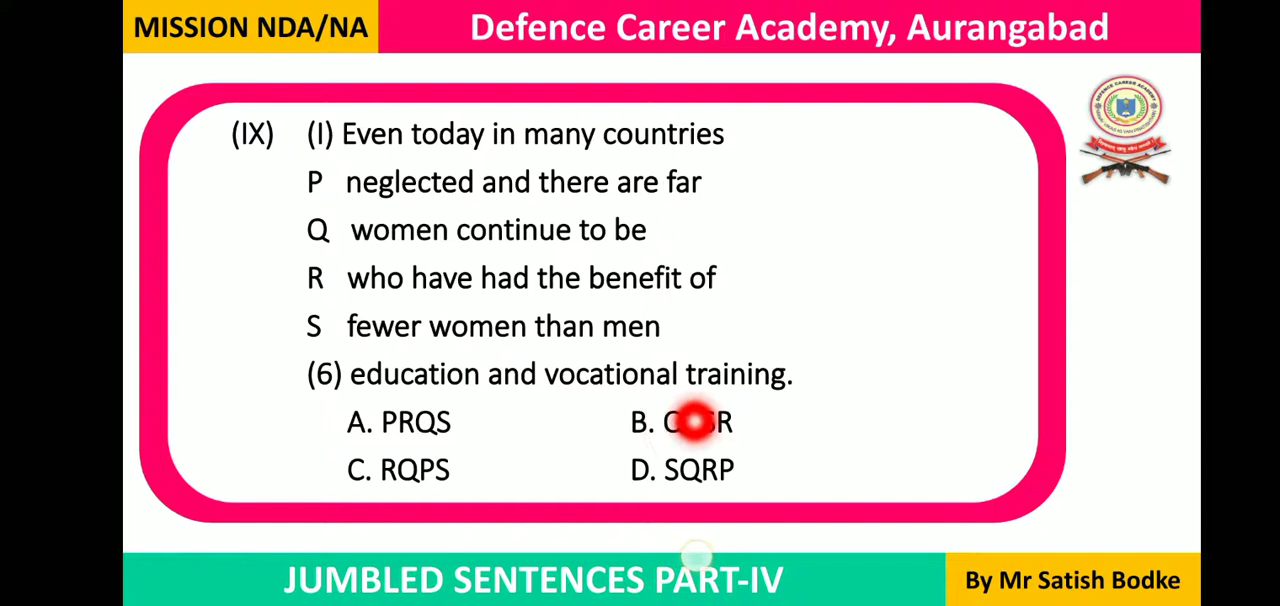 MISSION NDA/NA
Defence Career Academy, Aurangabad
(IX) (I) Even today in many countries
P neglected and there are far
Q women continue to be
R who have had the benefit of
S fewer women than men
(6) education and vocational training.
A. PRQS B.
C. RQPS D. SQRP
JUMBLED SENTENCES PART-IV
By Mr Satish Bodke